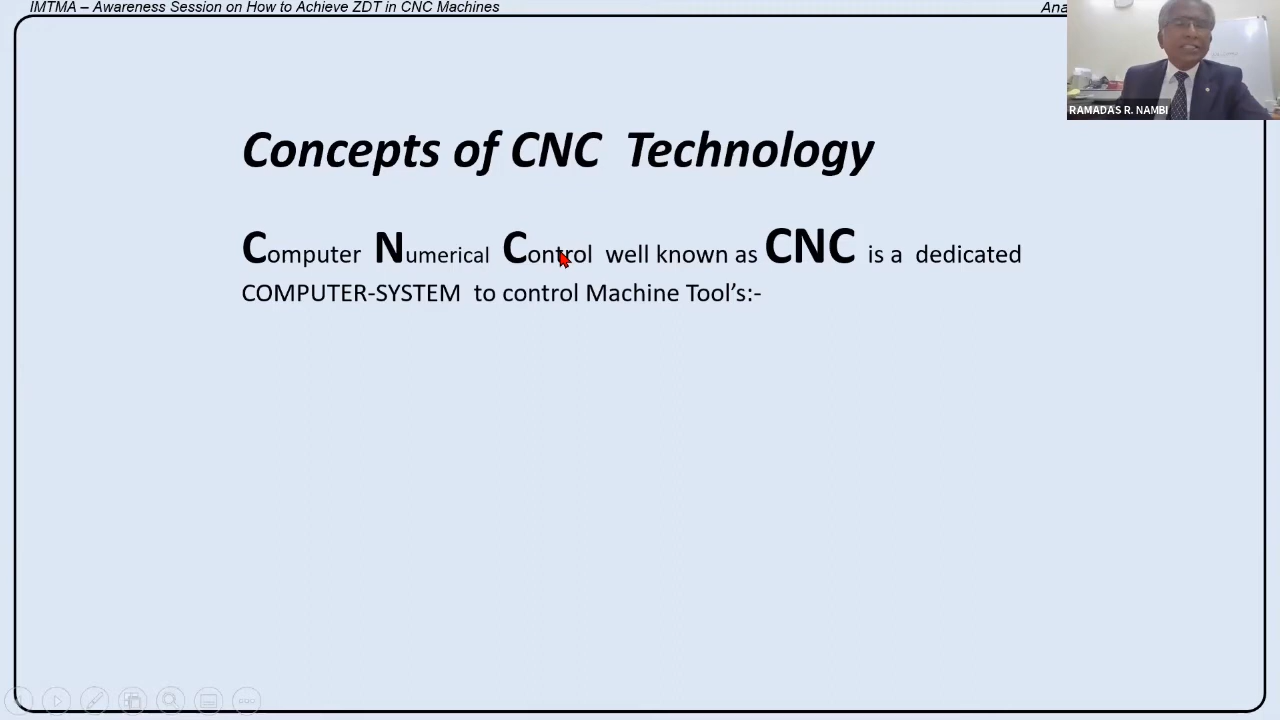 IMTMA – Awareness Session on How to Achieve ZDT in CNC Machines
RAMADAS R. NAMBI
Concepts of CNC  Technology
Computer  Numerical  Control  well known as CNC is a  dedicated
COMPUTER-SYSTEM  to control Machine Tool's:-